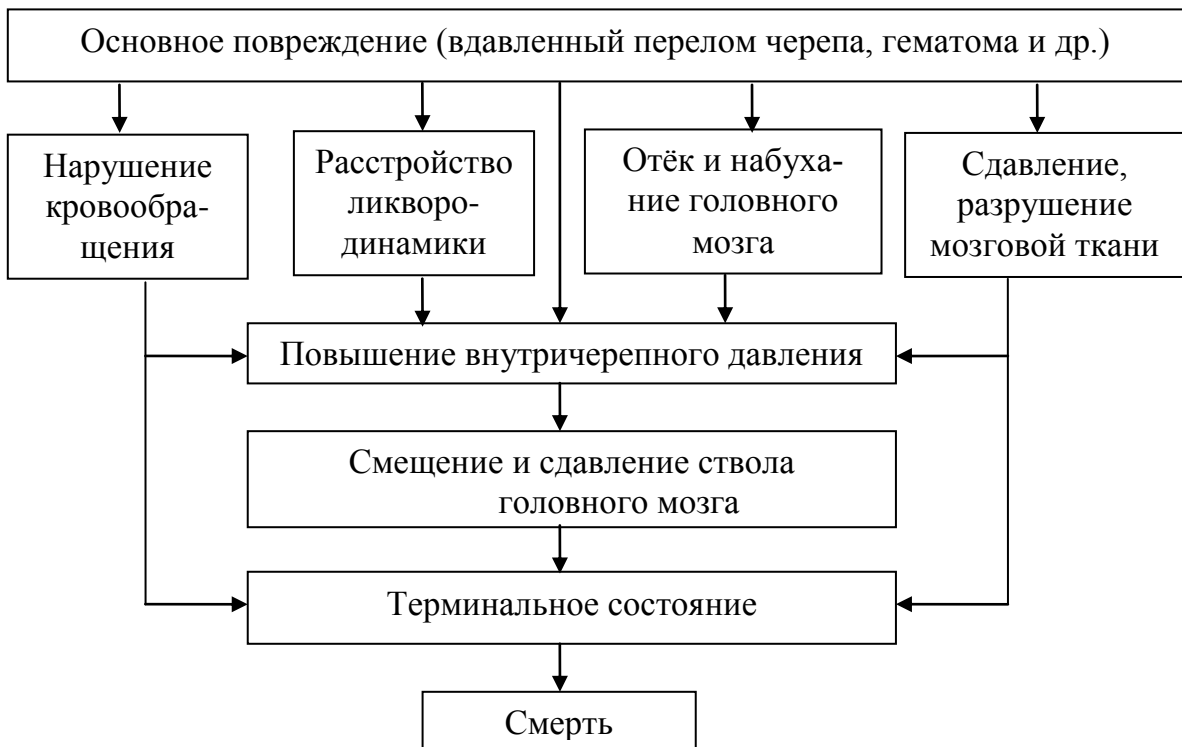 Основное повреждение (вдавленный перелом черепа, гематома и др.)
Нарушение
кровообра-
щения
Расстройство
ликворо-
динамики
Отёк и набуха-
ние головного
мозга
Сдавление,
разрушение
мозговой ткани
Повышение внутричерепного давления
Смещение и сдавление ствола
головного мозга
Терминальное состояние
Смерть